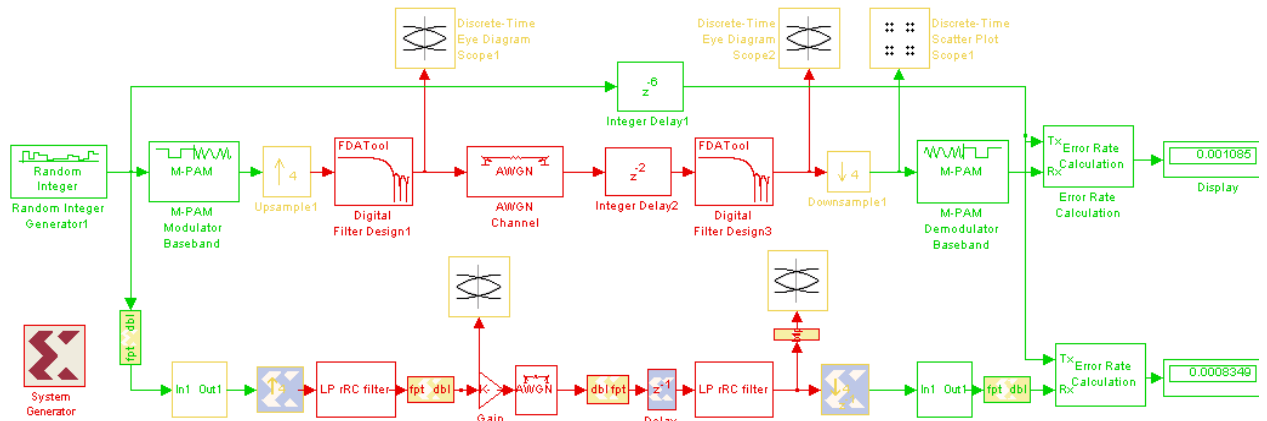 Discrete-Time
Eye Diagram
Scope1
Discrete-Time
Eye Diagram
Scope2
Discrete-Time
Scatter Plot
Scope1
-6
z
Integer Delay1
Random
Integer
Random Integer
Generator1
M-PAM
M-PAM
Modulator
Baseband
4
Upsample1
FDATool
Digital
Filter Design1
AWGN
AWGN
Channel
-2
z
Integer Delay2
FDATool
Digital
Filter Design3
4
Downsample1
M-PAM
M-PAM
Demodulator
Baseband
Tx
Rx
Error Rate
Calculation
Error Rate
Calculation
0.001085
Display
System
Generator
fpt dbl
In1 Out1
4
LP rRC filter
fpt dbl
K-
Gain
AWGN
dbl fpt
z-1
Delay
LP rRC filter
4
In1 Out1
fpt dbl
Tx
Rx
Error Rate
Calculation
0.0008349